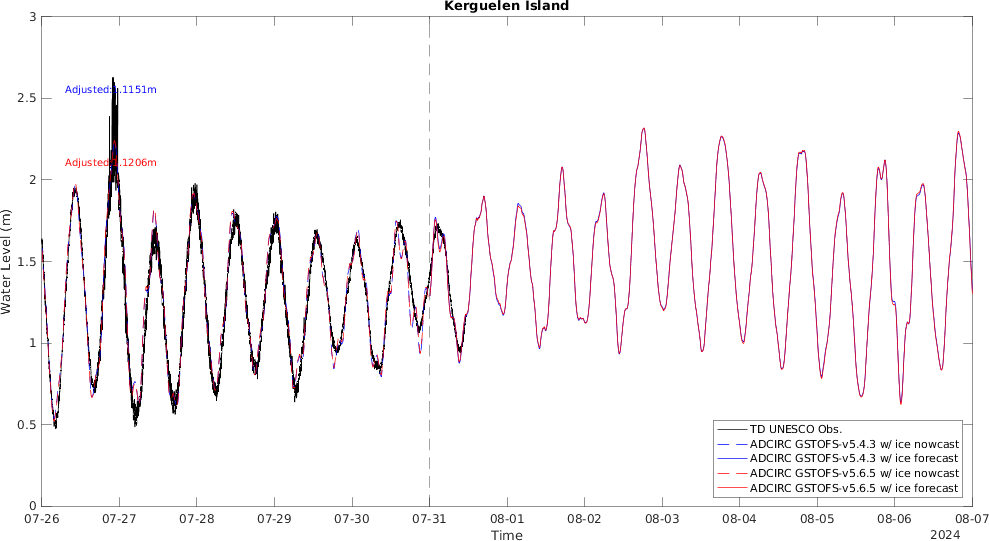 Kerguelen Island
3
2.5
2
1.5
1
0.5
0
Water Level (m)
Adjusted:1.1151m
Adjusted:1.1206m
TD UNESCO Obs.
ADCIRC GSTOFS-v5.4.3 w/ ice nowcast
ADCIRC GSTOFS-v5.4.3 w/ ice forecast
ADCIRC GSTOFS-v5.6.5 w/ ice nowcast
ADCIRC GSTOFS-v5.6.5 w/ ice forecast
07-26 07-27 07-28 07-29 07-30 07-31 08-01 08-02 08-03 08-04 08-05 08-06 08-07
Time
2024